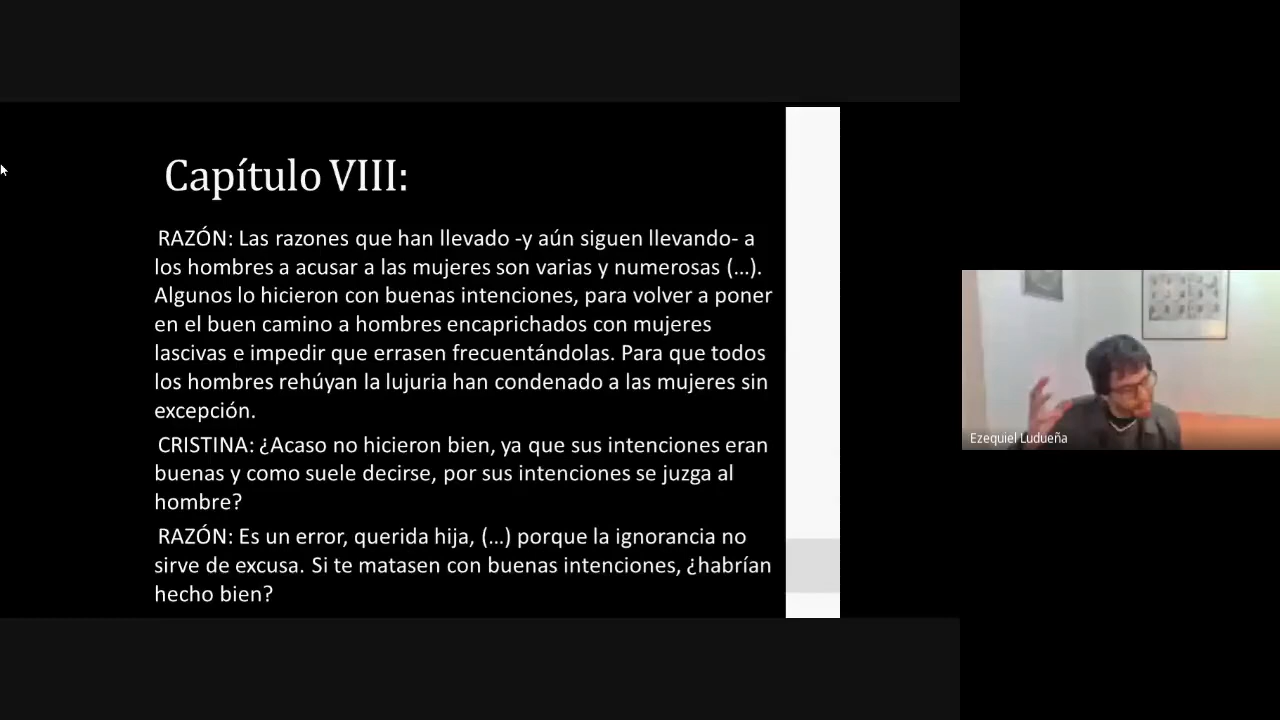 Capítulo VIII:
RAZÓN: Las razones que han llevado -y aún siguen llevando- a
los hombres a acusar a las mujeres son varias y numerosas (...).
Algunos lo hicieron con buenas intenciones, para volver a poner
en el buen camino a hombres encaprichados con mujeres
lascivas e impedir que errasen frecuentándolas. Para que todos
los hombres rehúyan la lujuria han condenado a las mujeres sin
excepción.
CRISTINA: ¿Acaso no hicieron bien, ya que sus intenciones eran
buenas y como suele decirse, por sus intenciones se juzga al
hombre?
RAZÓN: Es un error, querida hija, (...) porque la ignorancia no
sirve de excusa. Si te matasen con buenas intenciones, ¿habrían
hecho bien?
Ezequiel Ludueña